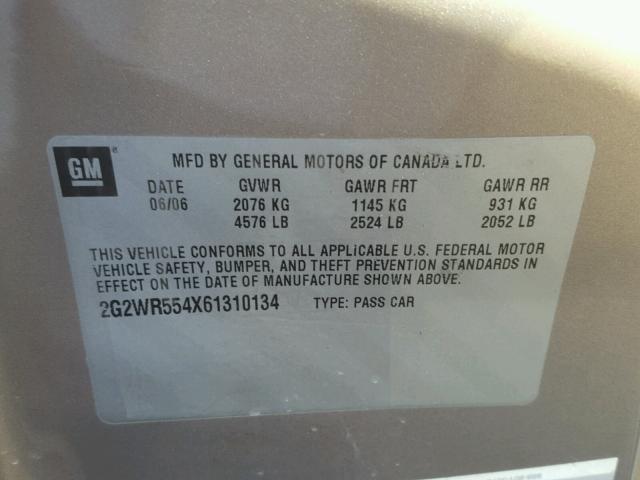 GM®
MFD BY GENERAL MOTORS OF CANADA LTD.
DATE GVWR GAWR FRT GAWR RR
06/06 2076 KG 1145 KG 931 KG
4576 LB 2524 LB 2052 LB
THIS VEHICLE CONFORMS TO ALL APPLICABLE U.S. FEDERAL MOTOR
VEHICLE SAFETY, BUMPER, AND THEFT PREVENTION STANDARDS IN
EFFECT ON THE DATE OF MANUFACTURE SHOWN ABOVE.
2G2WR554X61310134 TYPE: PASS CAR